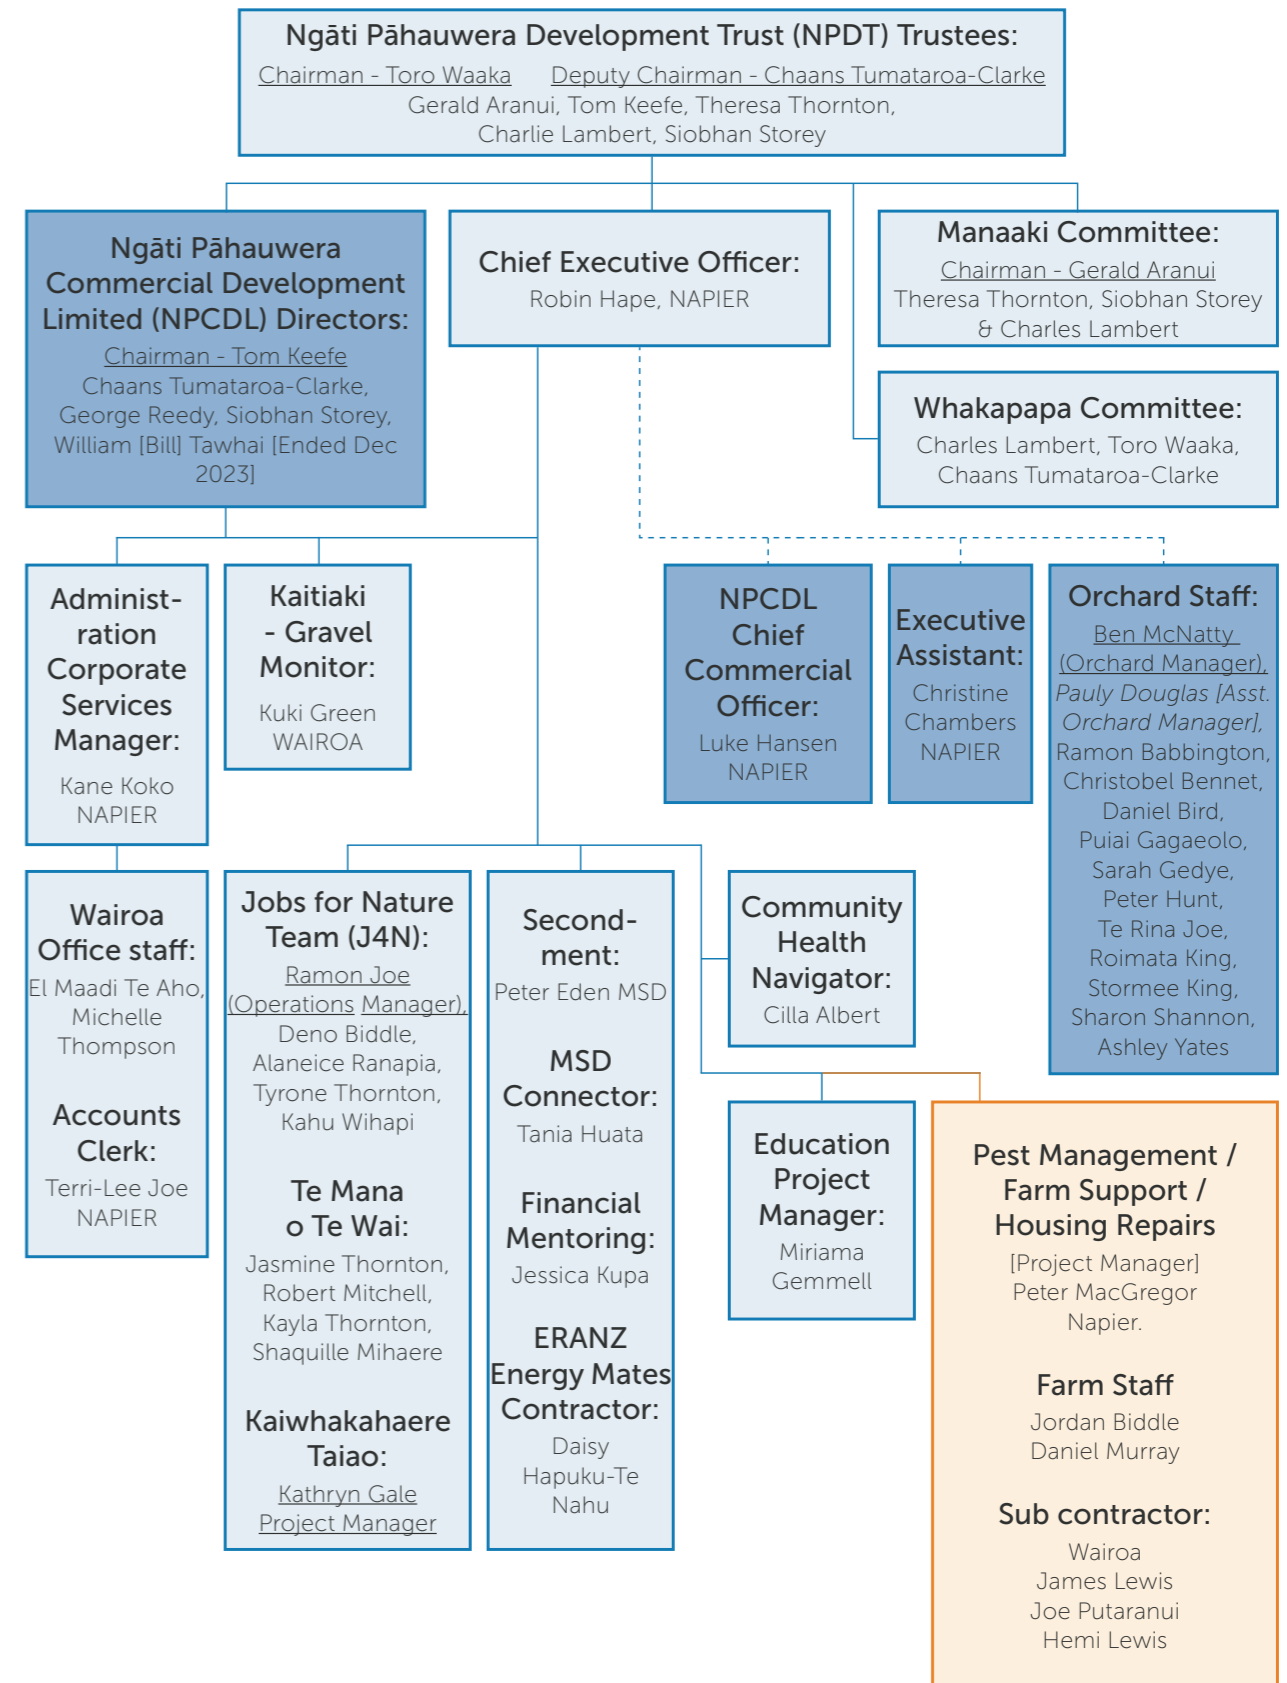 Ngāti Pāhauwera Development Trust (NPDT) Trustees:
Chairman - Toro Waaka Deputy Chairman - Chaans Tumataroa-Clarke
Gerald Aranui, Tom Keefe, Theresa Thornton,
Charlie Lambert, Siobhan Storey
Ngāti Pāhauwera
Commercial Development
Limited (NPCDL) Directors:
Chairman - Tom Keefe
Chaans Tumataroa-Clarke,
George Reedy, Siobhan Storey,
William [Bill] Tawhai [Ended Dec
2023]
Chief Executive Officer:
Robin Hape, NAPIER
Manaaki Committee:
Chairman - Gerald Aranui
Theresa Thornton, Siobhan Storey
& Charles Lambert
Whakapapa Committee:
Charles Lambert, Toro Waaka,
Chaans Tumataroa-Clarke
Administ-
ration
Corporate
Services
Manager:
Kane Koko
NAPIER
Kaitiaki
- Gravel
Monitor:
Kuki Green
WAIROA
NPCDL
Chief
Commercial
Officer:
Luke Hansen
NAPIER
Executive
Assistant:
Christine
Chambers
NAPIER
Orchard Staff:
Ben McNatty
(Orchard Manager),
Pauly Douglas [Asst.
Orchard Manager],
Ramon Babbington,
Christobel Bennet,
Daniel Bird,
Puiai Gagaeolo,
Sarah Gedye,
Peter Hunt,
Te Rina Joe,
Roimata King,
Stormee King,
Sharon Shannon,
Ashley Yates
Wairoa
Office staff:
El Maadi Te Aho,
Michelle
Thompson
Accounts
Clerk:
Terri-Lee Joe
NAPIER
Jobs for Nature
Team (J4N):
Ramon Joe
(Operations Manager),
Deno Biddle,
Alaneice Ranapia,
Tyrone Thornton,
Kahu Wihapi
Te Mana
o Te Wai:
Jasmine Thornton,
Robert Mitchell,
Kayla Thornton,
Shaquille Mihaere
Kaiwhakahaere
Taiao:
Kathryn Gale
Project Manager
Second-
ment:
Peter Eden MSD
MSD
Connector:
Tania Huata
Financial
Mentoring:
Jessica Kupa
ERANZ
Energy Mates
Contractor:
Daisy
Hapuku-Te
Nahu
Community
Health
Navigator:
Cilla Albert
Education
Project
Manager:
Miriama
Gemmell
Pest Management /
Farm Support /
Housing Repairs
[Project Manager]
Peter MacGregor
Napier.
Farm Staff
Jordan Biddle
Daniel Murray
Sub contractor:
Wairoa
James Lewis
Joe Putaranui
Hemi Lewis